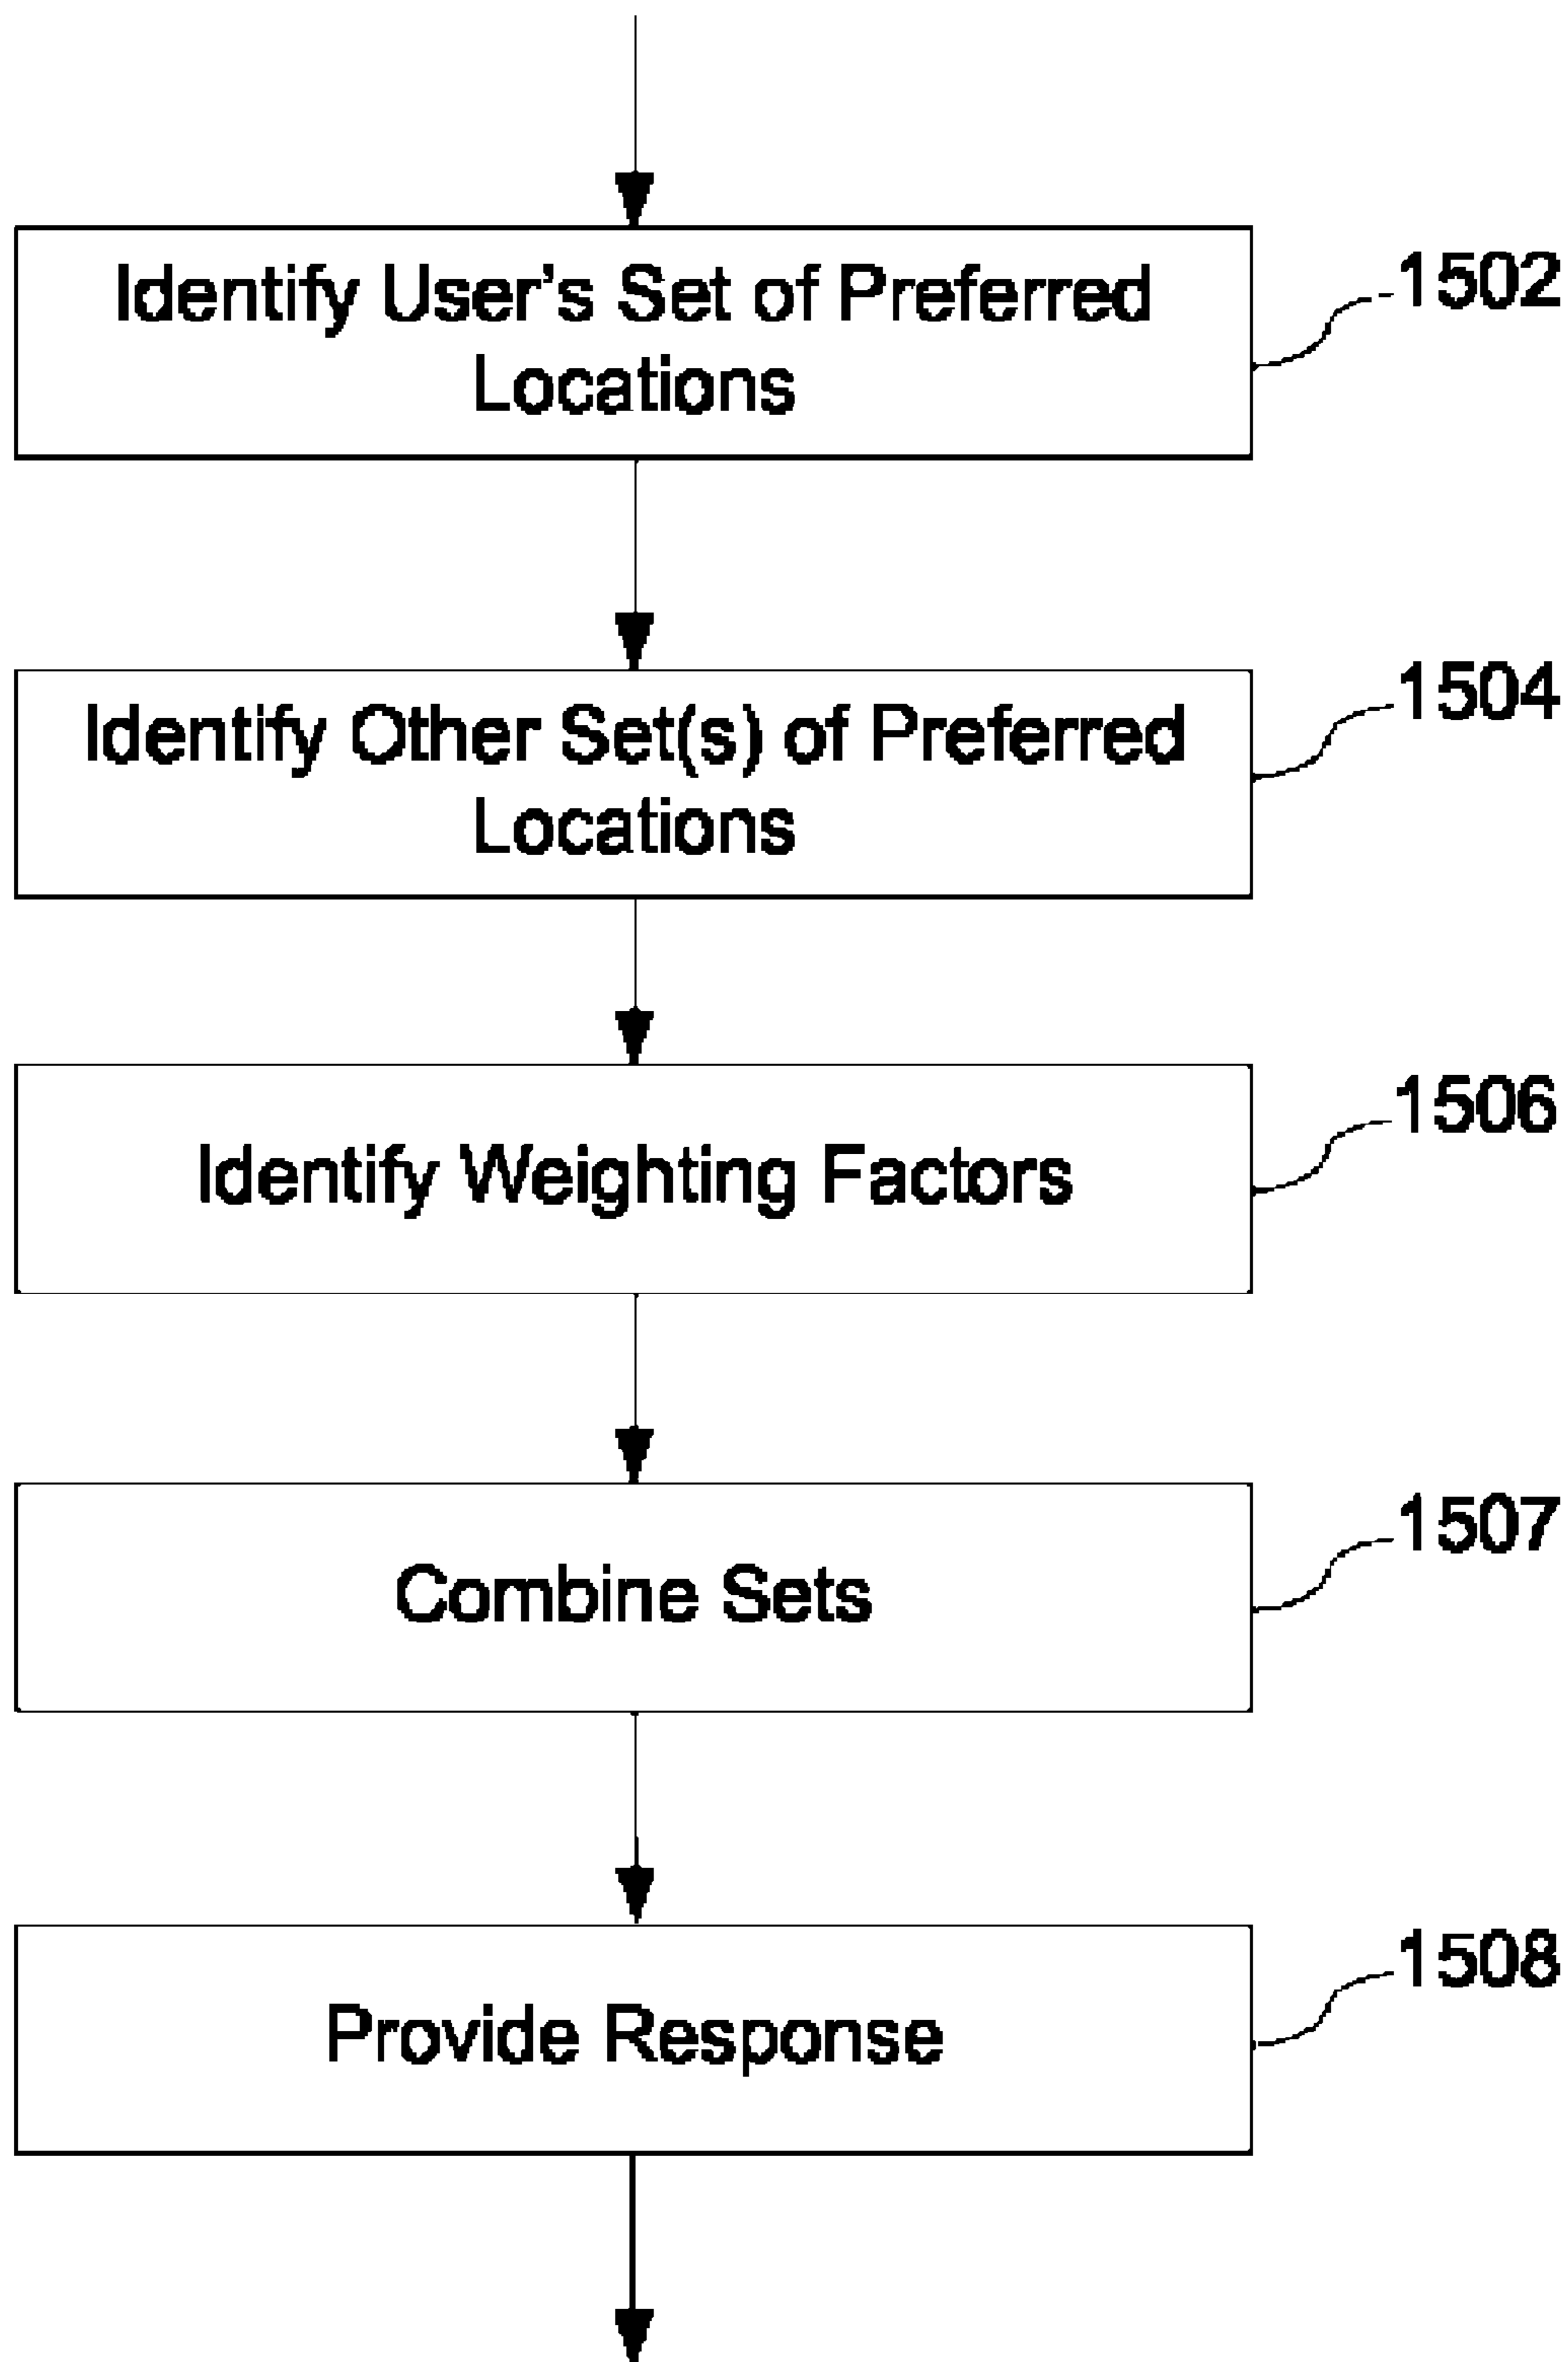 Identify User's Set of Preferred
Locations
1502
Identify Other Set(s) of Preferred
Locations
1504
Identify Weighting Factors
1506
Combine Sets
1507
Provide Response
1508